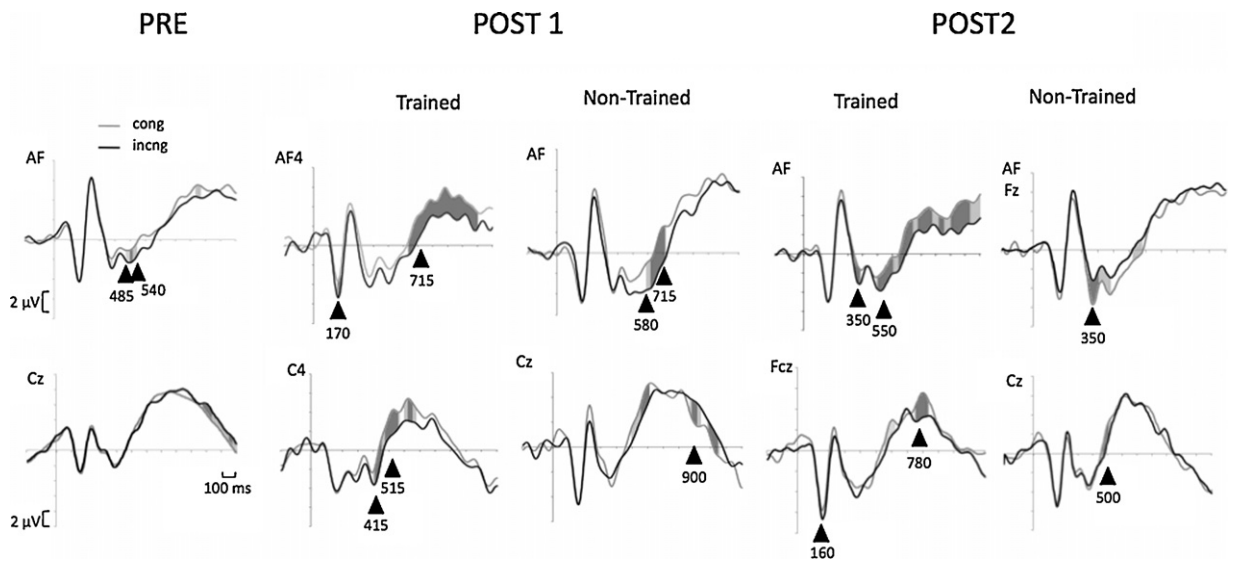 PRE
POST 1
POST2
Trained
Non-Trained
Trained
Non-Trained
cong
incng
AF
485
540
2 µV
AF4
170
715
AF
580
715
AF
350
550
AF
Fz
350
Cz
100 ms
2 µV
C4
415
515
Cz
900
Fcz
160
780
Cz
500